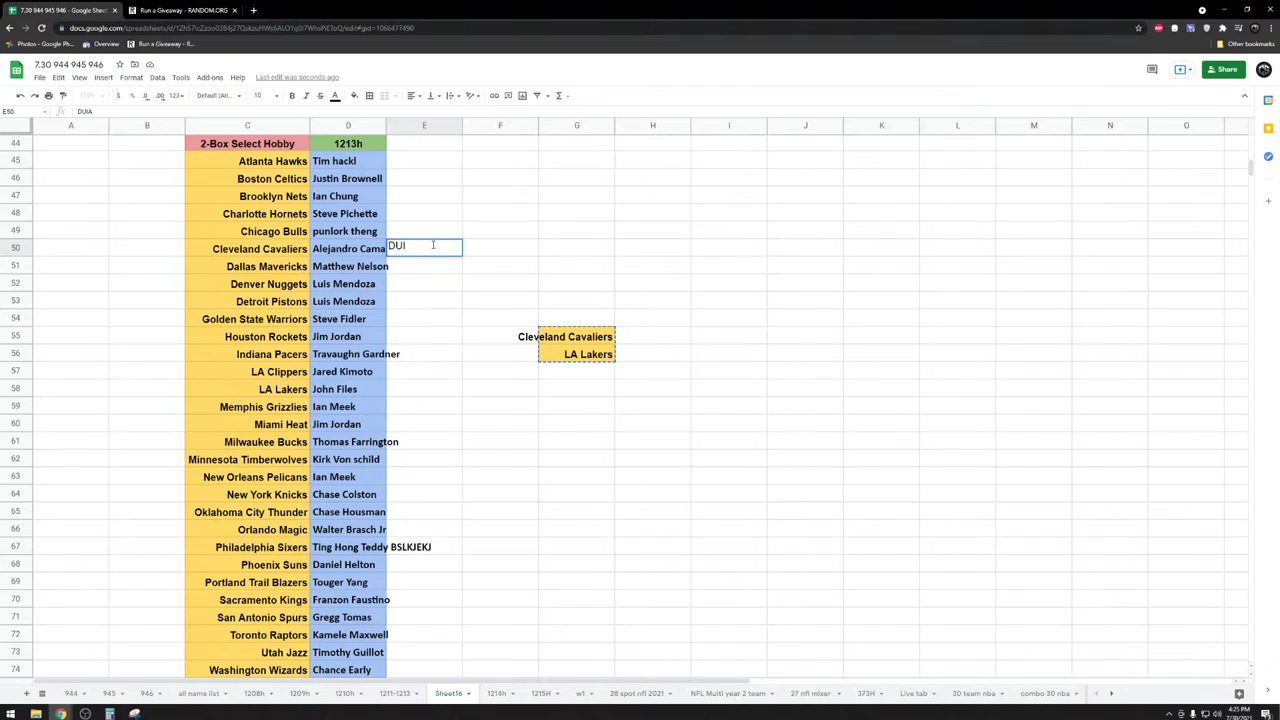 7.30 944 945 946 - Google Sheets
Run a Giveaway - RANDOM.ORG
Photos - Google Ph...
Overview
Run a Giveaway - R...
Other bookmarks
7.30 944 945 946
File Edit View Insert Format Data Tools Add-ons Help Last edit was seconds ago
Share
100% $ % .0 .00 123 Default (Ari... 10 B I S A
E50 fx DUIA
A B C D E F G H I J K L M N O
44 2-Box Select Hobby 1213h
45 Atlanta Hawks Tim hackl
46 Boston Celtics Justin Brownell
47 Brooklyn Nets Ian Chung
48 Charlotte Hornets Steve Pichette
49 Chicago Bulls punlork theng
50 Cleveland Cavaliers Alejandro Cama DUI
51 Dallas Mavericks Matthew Nelson
52 Denver Nuggets Luis Mendoza
53 Detroit Pistons Luis Mendoza
54 Golden State Warriors Steve Fidler
55 Houston Rockets Jim Jordan Cleveland Cavaliers
56 Indiana Pacers Travaughn Gardner LA Lakers
57 LA Clippers Jared Kimoto
58 LA Lakers John Files
59 Memphis Grizzlies Ian Meek
60 Miami Heat Jim Jordan
61 Milwaukee Bucks Thomas Farrington
62 Minnesota Timberwolves Kirk Von schild
63 New Orleans Pelicans Ian Meek
64 New York Knicks Chase Colston
65 Oklahoma City Thunder Chase Housman
66 Orlando Magic Walter Brasch Jr
67 Philadelphia Sixers Ting Hong Teddy BSLKJEKJ
68 Phoenix Suns Daniel Helton
69 Portland Trail Blazers Touger Yang
70 Sacramento Kings Franzon Faustino
71 San Antonio Spurs Gregg Tomas
72 Toronto Raptors Kamele Maxwell
73 Utah Jazz Timothy Guillot
74 Washington Wizards Chance Early
944 945 946 all name list 1208h 1209h 1210h 1211-1213 Sheet16 1214h 1215H w1 28 spot nfl 2021 NFL Multi year 2 team 27 nfl mixer 373H Live tab 30 team nba combo 30 nba
4:25 PM
7/30/2021